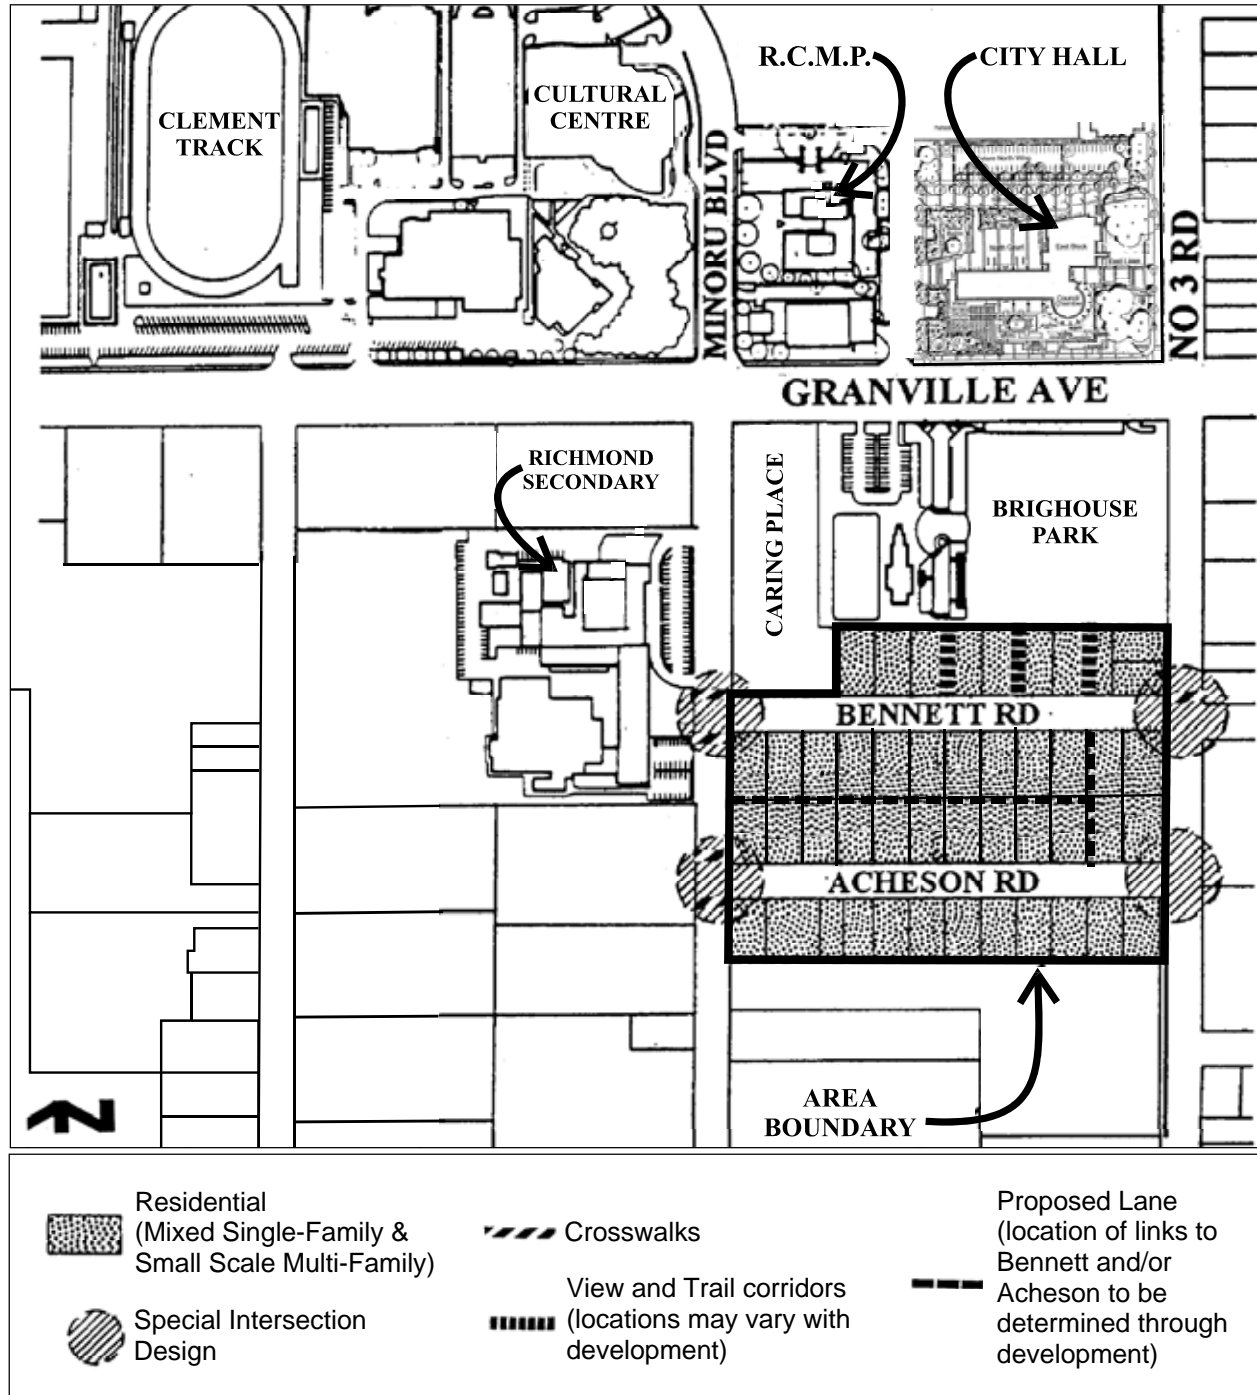 R.C.M.P.
CITY HALL
CLEMENT
TRACK
CULTURAL
CENTRE
MINORU BLVD
East Block
Council
NO 3 RD
GRANVILLE AVE
RICHMOND
SECONDARY
CARING PLACE
BRIGHOUSE
PARK
BENNETT RD
ACHESON RD
AREA
BOUNDARY
N
Residential
(Mixed Single-Family &
Small Scale Multi-Family)
Special Intersection
Design
Crosswalks
View and Trail corridors
(locations may vary with
development)
Proposed Lane
(location of links to
Bennett and/or
Acheson to be
determined through
development)